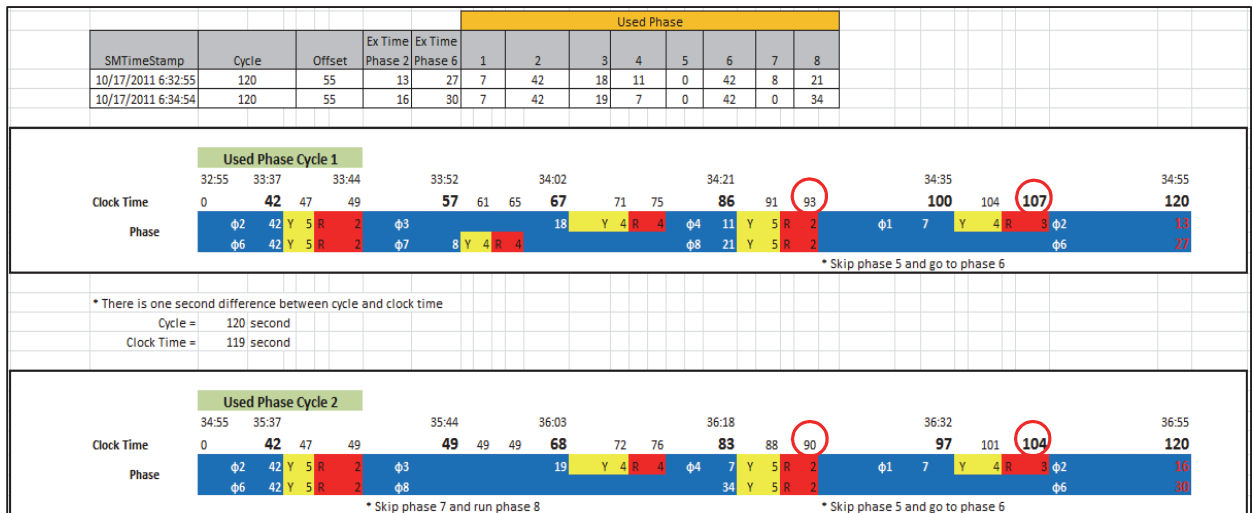 Used Phase
Ex Time Ex Time
SMTimeStamp Cycle Offset Phase 2 Phase 6 1 2 3 4 5 6 7 8
10/17/2011 6:32:55 120 55 13 27 7 42 18 11 0 42 8 21
10/17/2011 6:34:54 120 55 16 30 7 42 19 7 0 42 0 34
Used Phase Cycle 1
32:55 33:37 33:44 33:52 34:02 34:21 34:35 34:55
Clock Time 0 42 47 49 57 61 65 67 71 75 86 91 93 100 104 107 120
Phase
ϕ2 42 Y 5 R 2 ϕ3 18 Y 4 R 4 ϕ4 11 Y 5 R 2 ϕ1 7 Y 4 R 3 ϕ2 13
ϕ6 42 Y 5 R 2 ϕ7 8 Y 4 R 4 ϕ8 21 Y 5 R 2 ϕ6 27
* Skip phase 5 and go to phase 6
* There is one second difference between cycle and clock time
Cycle = 120 second
Clock Time = 119 second
Used Phase Cycle 2
34:55 35:37 35:44 36:03 36:18 36:32 36:55
Clock Time 0 42 47 49 49 49 49 68 72 76 83 88 90 97 101 104 120
Phase
ϕ2 42 Y 5 R 2 ϕ3 19 Y 4 R 4 ϕ4 7 Y 5 R 2 ϕ1 7 Y 4 R 3 ϕ2 16
ϕ6 42 Y 5 R 2 ϕ8 34 Y 5 R 2 ϕ6 30
* Skip phase 7 and run phase 8 * Skip phase 5 and go to phase 6